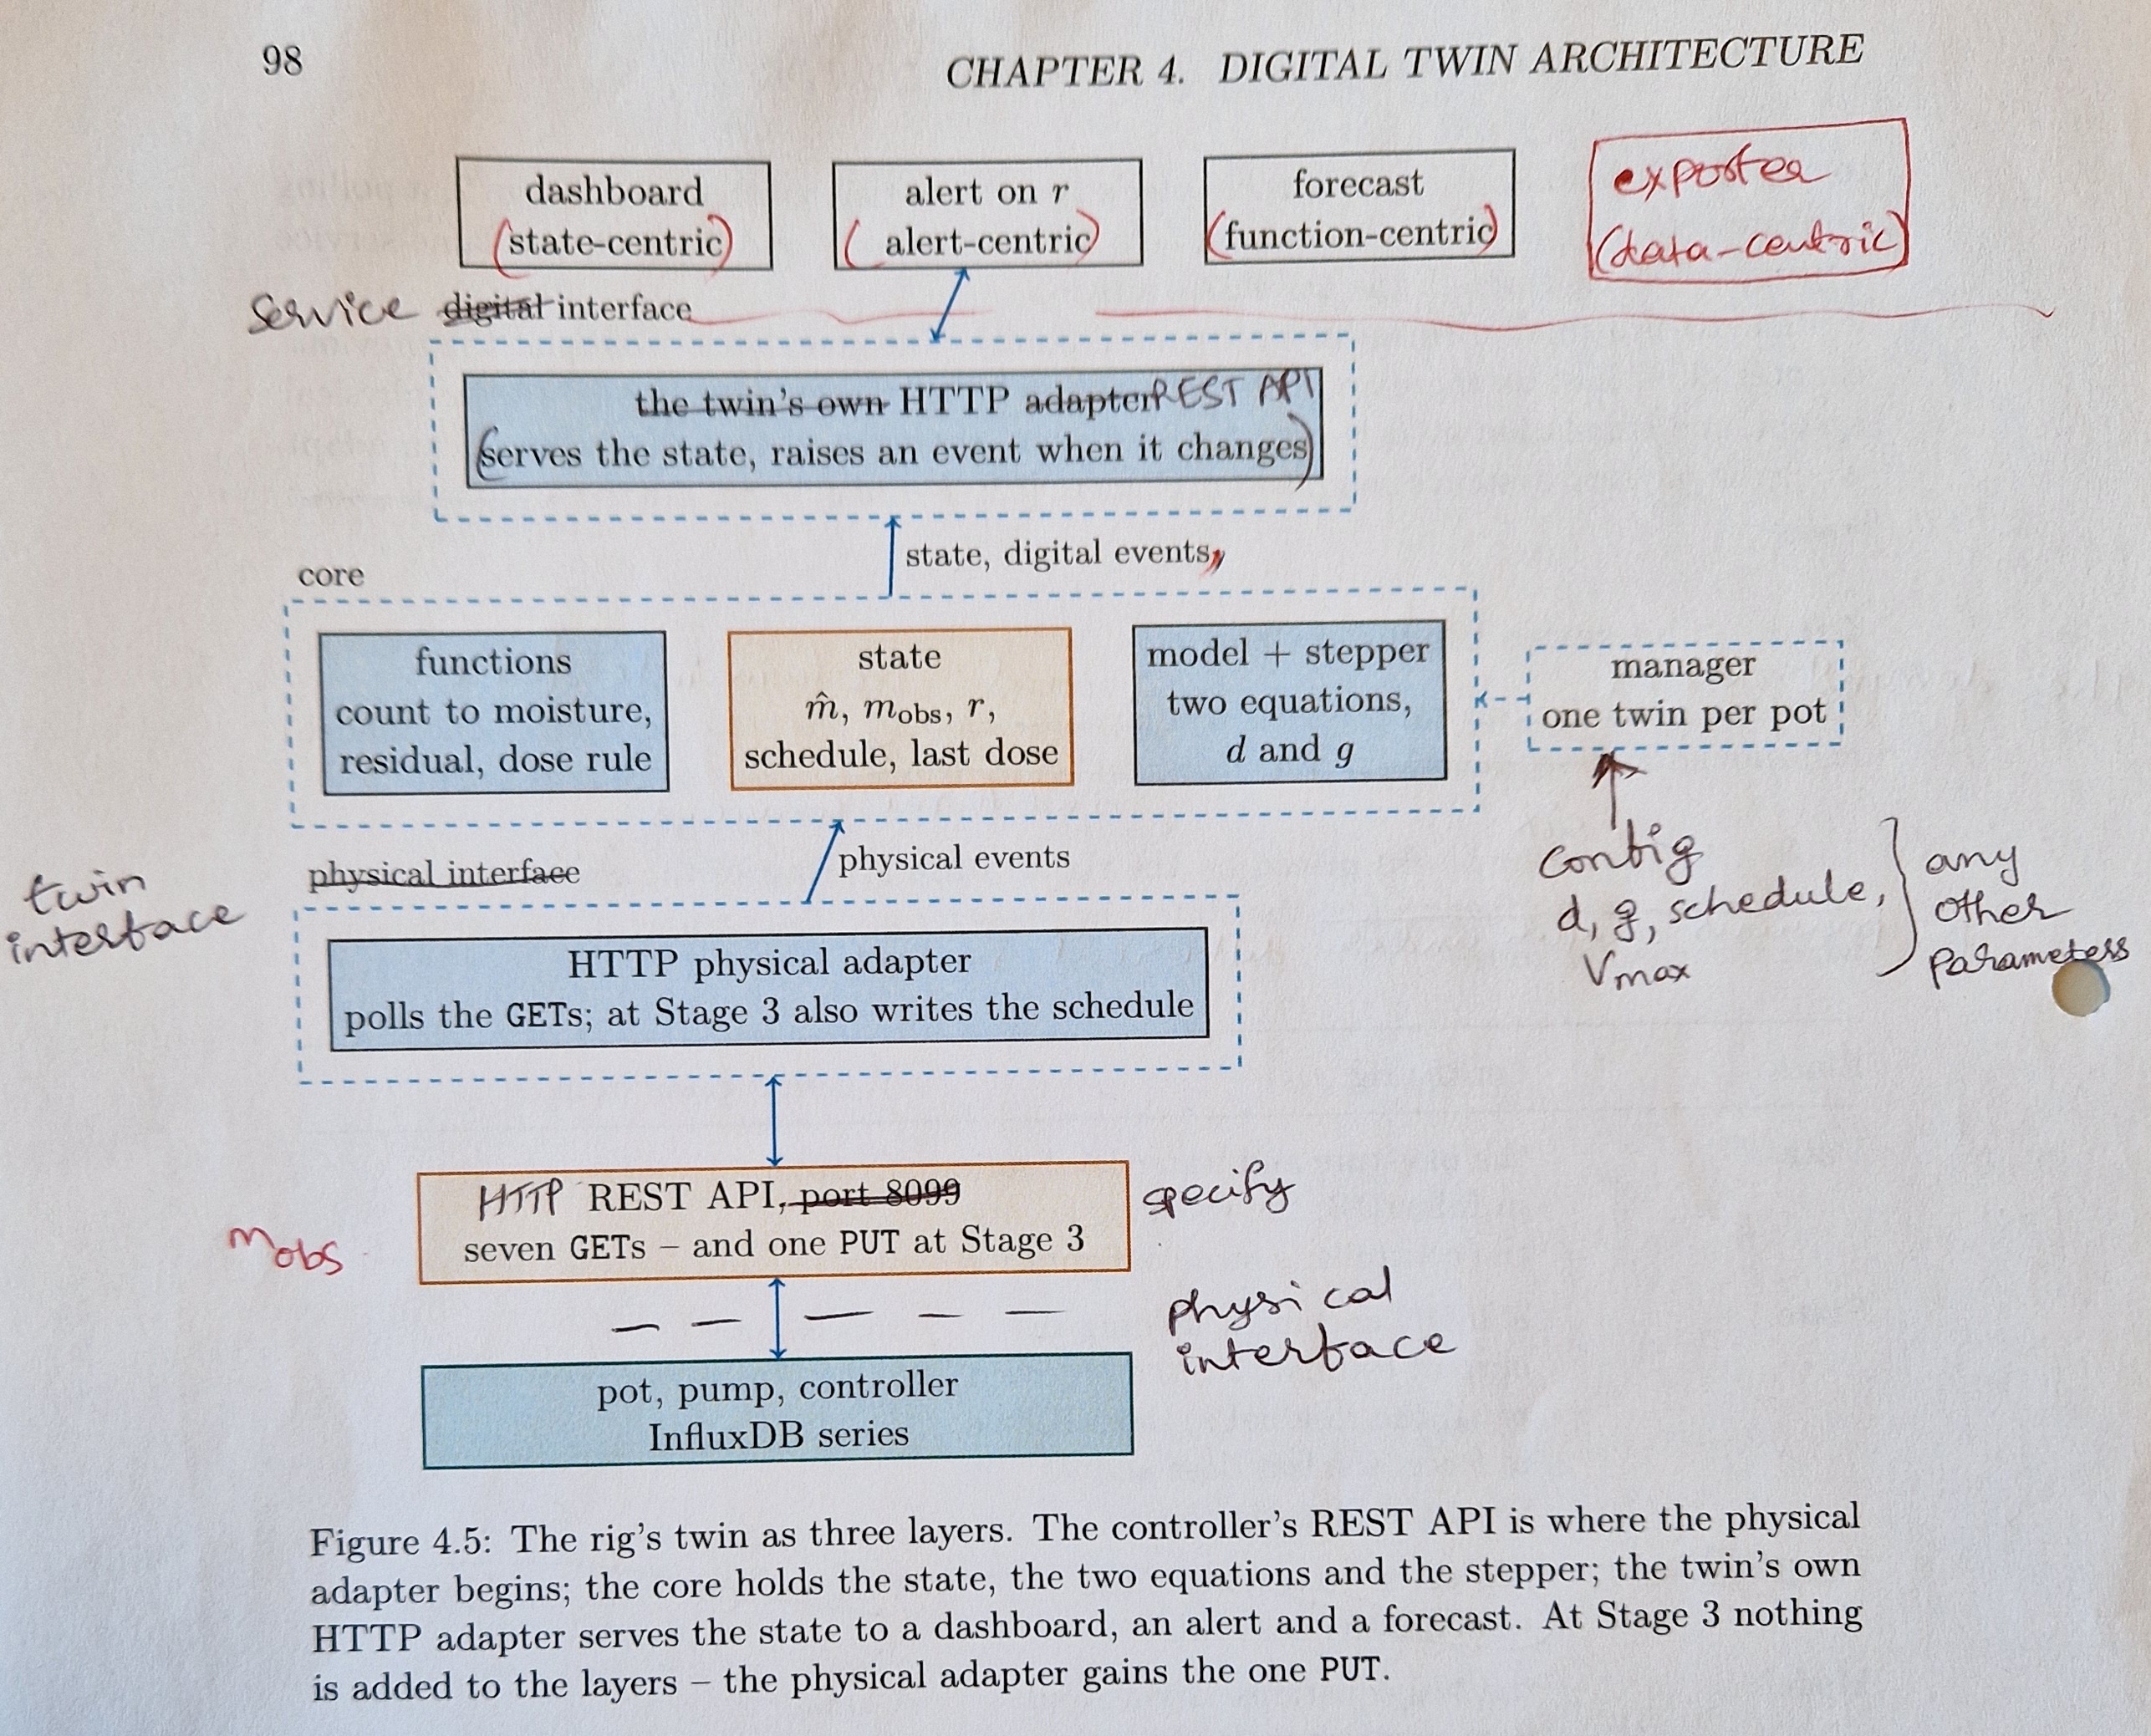 98
CHAPTER 4. DIGITAL TWIN ARCHITECTURE
dashboard
(state-centric)
alert on r
(alert-centric)
forecast
(function-centric)
exporter
(data-centric)
service digital interface
the twin's own HTTP adapter REST API
(serves the state, raises an event when it changes)
state, digital events,
core
functions
count to moisture,
residual, dose rule
state
m̂, mobs, r,
schedule, last dose
model + stepper
two equations,
d and g
manager
one twin per pot
config
d, g, schedule,
Vmax
any
other
parameters
physical events
physical interface
twin
interface
HTTP physical adapter
polls the GETs; at Stage 3 also writes the schedule
HTTP REST API, port 8099
seven GETs – and one PUT at Stage 3
specify
mobs
physical
interface
pot, pump, controller
InfluxDB series
Figure 4.5: The rig's twin as three layers. The controller's REST API is where the physical
adapter begins; the core holds the state, the two equations and the stepper; the twin's own
HTTP adapter serves the state to a dashboard, an alert and a forecast. At Stage 3 nothing
is added to the layers – the physical adapter gains the one PUT.